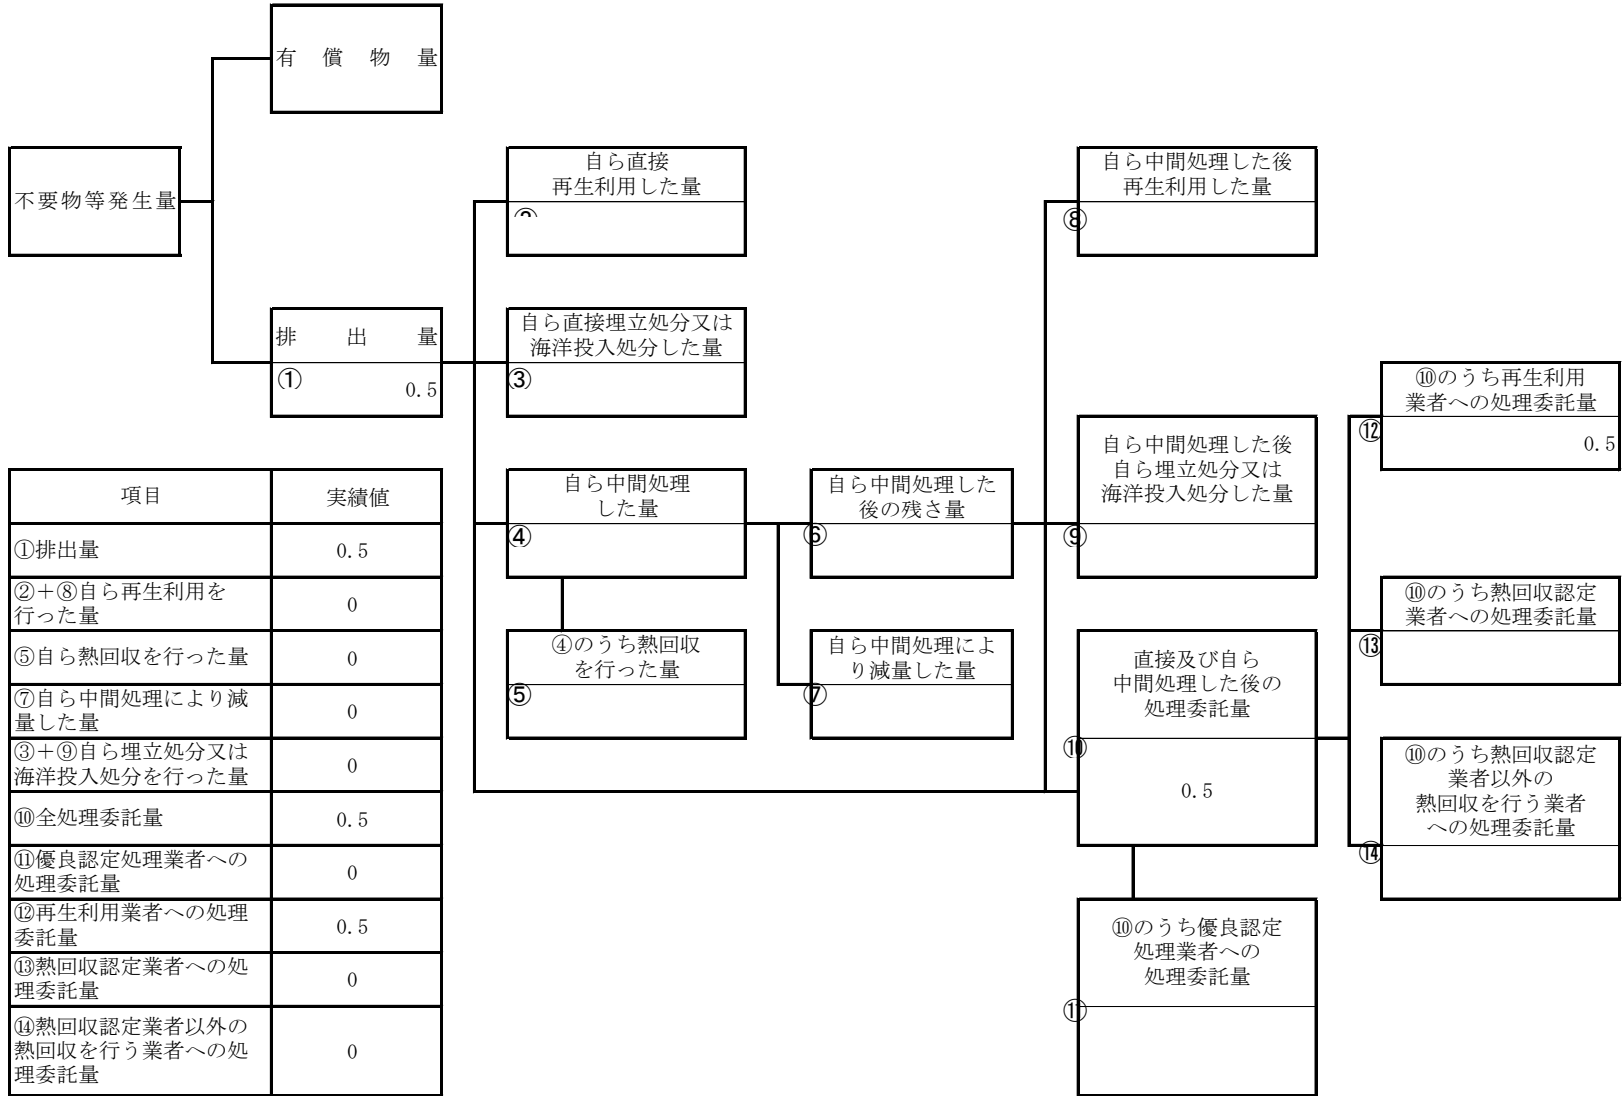 有償物量
不要物等発生量
排出量
①
0.5
自ら直接
再生利用した量
②
自ら直接埋立処分又は
海洋投入処分した量
③
自ら中間処理
した量
④
④のうち熱回収
を行った量
⑤
自ら中間処理した
後の残さ量
⑥
自ら中間処理によ
り減量した量
⑦
自ら中間処理した後
再生利用した量
⑧
自ら中間処理した後
自ら埋立処分又は
海洋投入処分した量
⑨
直接及び自ら
中間処理した後の
処理委託量
⑩
0.5
⑩のうち優良認定
処理業者への
処理委託量
⑪
⑩のうち再生利用
業者への処理委託量
⑫
0.5
⑩のうち熱回収認定
業者への処理委託量
⑬
⑩のうち熱回収認定
業者以外の
熱回収を行う業者
への処理委託量
⑭
項目 実績値
①排出量 0.5
②+⑧自ら再生利用を
行った量 0
⑤自ら熱回収を行った量 0
⑦自ら中間処理により減
量した量 0
③+⑨自ら埋立処分又は
海洋投入処分を行った量 0
⑩全処理委託量 0.5
⑪優良認定処理業者への
処理委託量 0
⑫再生利用業者への処理
委託量 0.5
⑬熱回収認定業者への処
理委託量 0
⑭熱回収認定業者以外の
熱回収を行う業者への処 0
理委託量